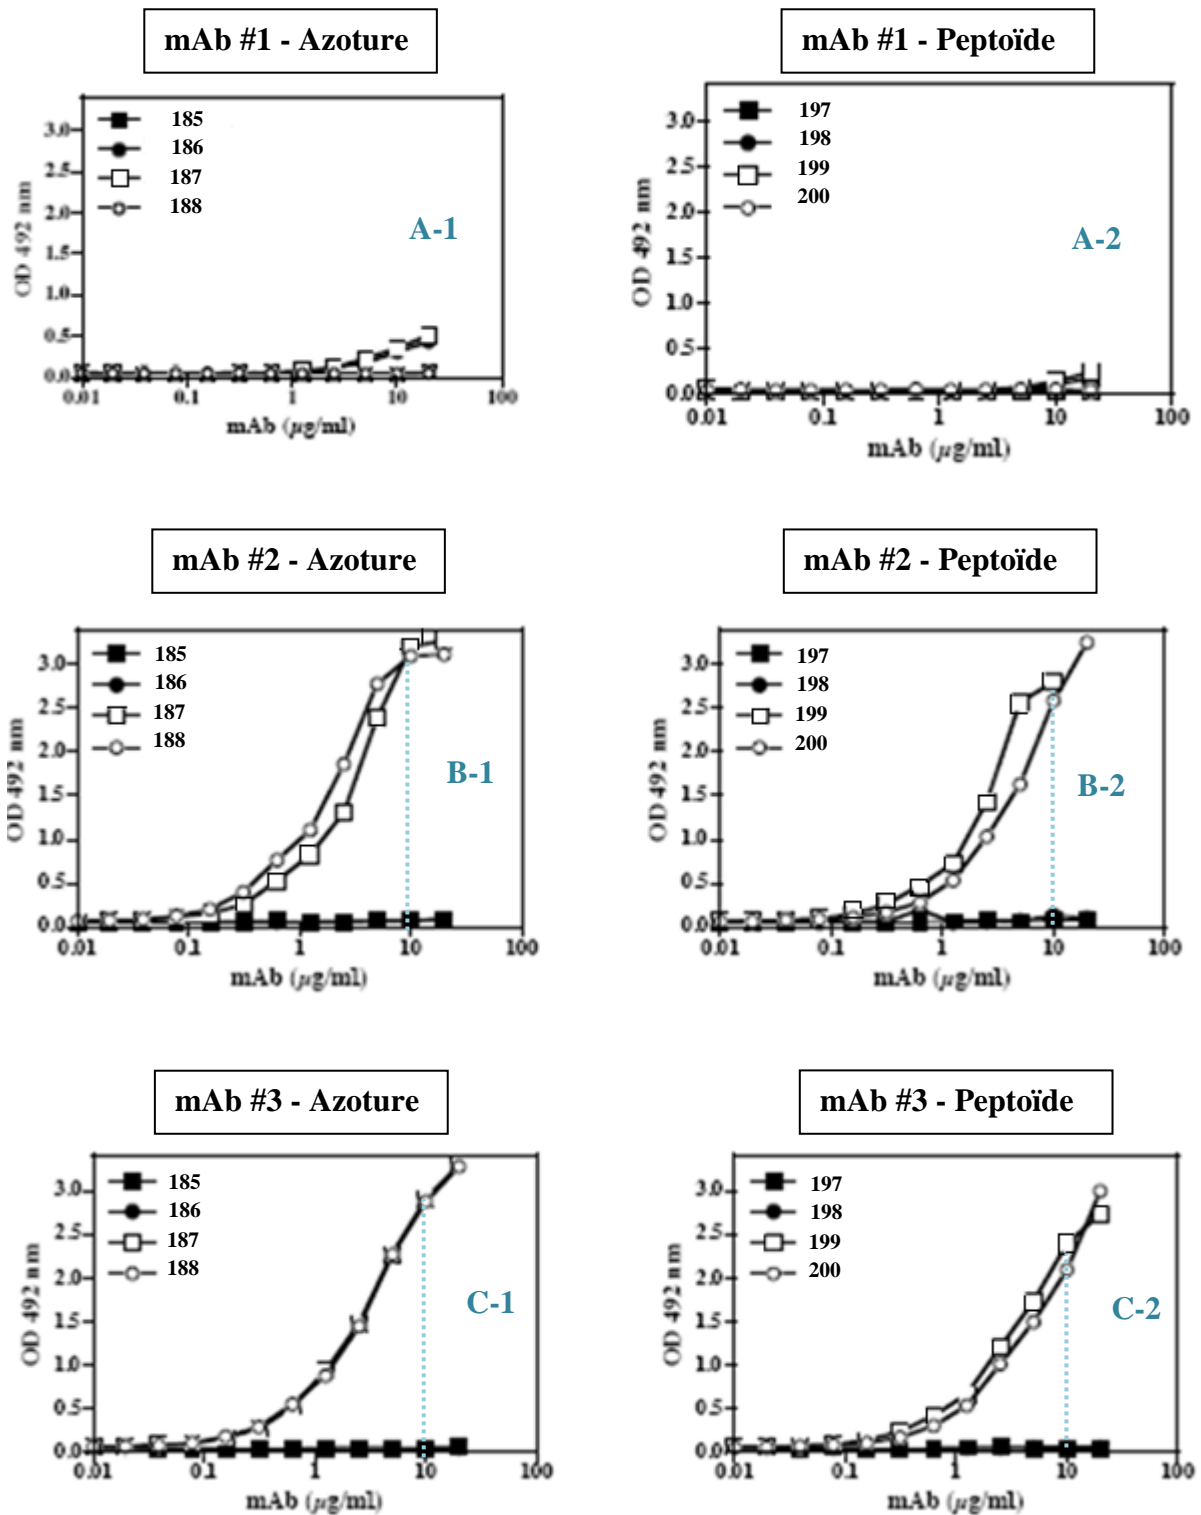 mAb #1 - Azoture
3.0
2.5
2.0
1.5
1.0
0.5
0.0
OD 492 nm
185
186
187
188
A-1
0.01 0.1 1 10 100
mAb (µg/ml)
mAb #1 - Peptoïde
3.0
2.5
2.0
1.5
1.0
0.5
0.0
OD 492 nm
197
198
199
200
A-2
0.01 0.1 1 10 100
mAb (µg/ml)
mAb #2 - Azoture
3.0
2.5
2.0
1.5
1.0
0.5
0.0
OD 492 nm
185
186
187
188
B-1
0.01 0.1 1 10 100
mAb (µg/ml)
mAb #2 - Peptoïde
3.0
2.5
2.0
1.5
1.0
0.5
0.0
OD 492 nm
197
198
199
200
B-2
0.01 0.1 1 10 100
mAb (µg/ml)
mAb #3 - Azoture
3.0
2.5
2.0
1.5
1.0
0.5
0.0
OD 492 nm
185
186
187
188
C-1
0.01 0.1 1 10 100
mAb (µg/ml)
mAb #3 - Peptoïde
3.0
2.5
2.0
1.5
1.0
0.5
0.0
OD 492 nm
197
198
199
200
C-2
0.01 0.1 1 10 100
mAb (µg/ml)